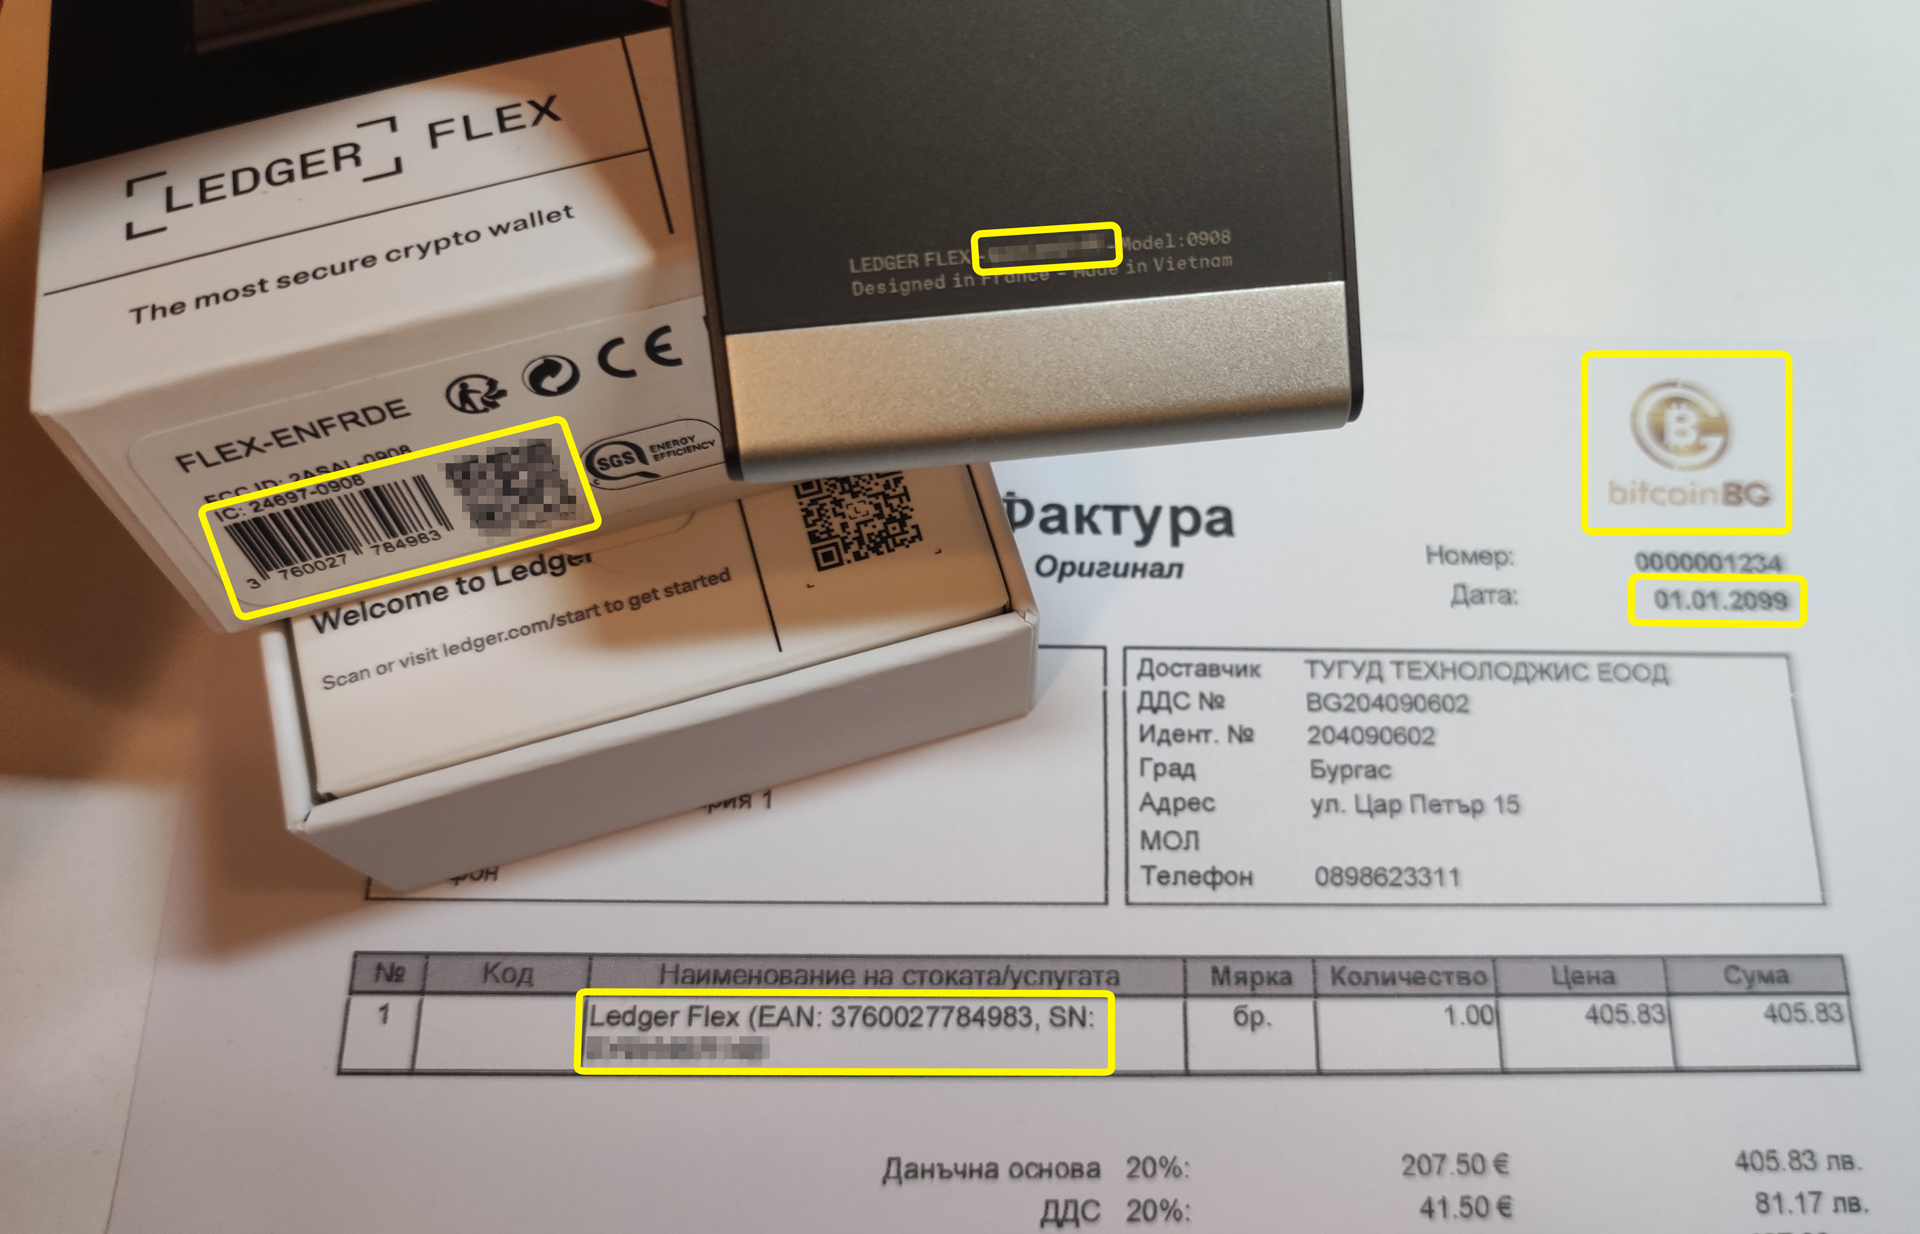 LEDGER FLEX
The most secure crypto wallet
FLEX-ENFRDE
FCC ID: 2ASAL-0908
IC: 24697-0908
3 760027 784983
SGS ENERGY EFFICIENCY
LEDGER FLEX - Model:0908
Designed in France - Made in Vietnam
Welcome to Ledger
Scan or visit ledger.com/start to get started
bitcoinBG
Фактура
Оригинал
Номер: 0000001234
Дата: 01.01.2099
Доставчик ТУГУД ТЕХНОЛОДЖИС ЕООД
ДДС № BG204090602
Идент. № 204090602
Град Бургас
Адрес ул. Цар Петър 15
МОЛ
Телефон 0898623311
№ Код Наименование на стоката/услугата Мярка Количество Цена Сума
1 Ledger Flex (EAN: 3760027784983, SN: бр. 1.00 405.83 405.83
Данъчна основа 20%: 207.50 € 405.83 лв.
ДДС 20%: 41.50 € 81.17 лв.